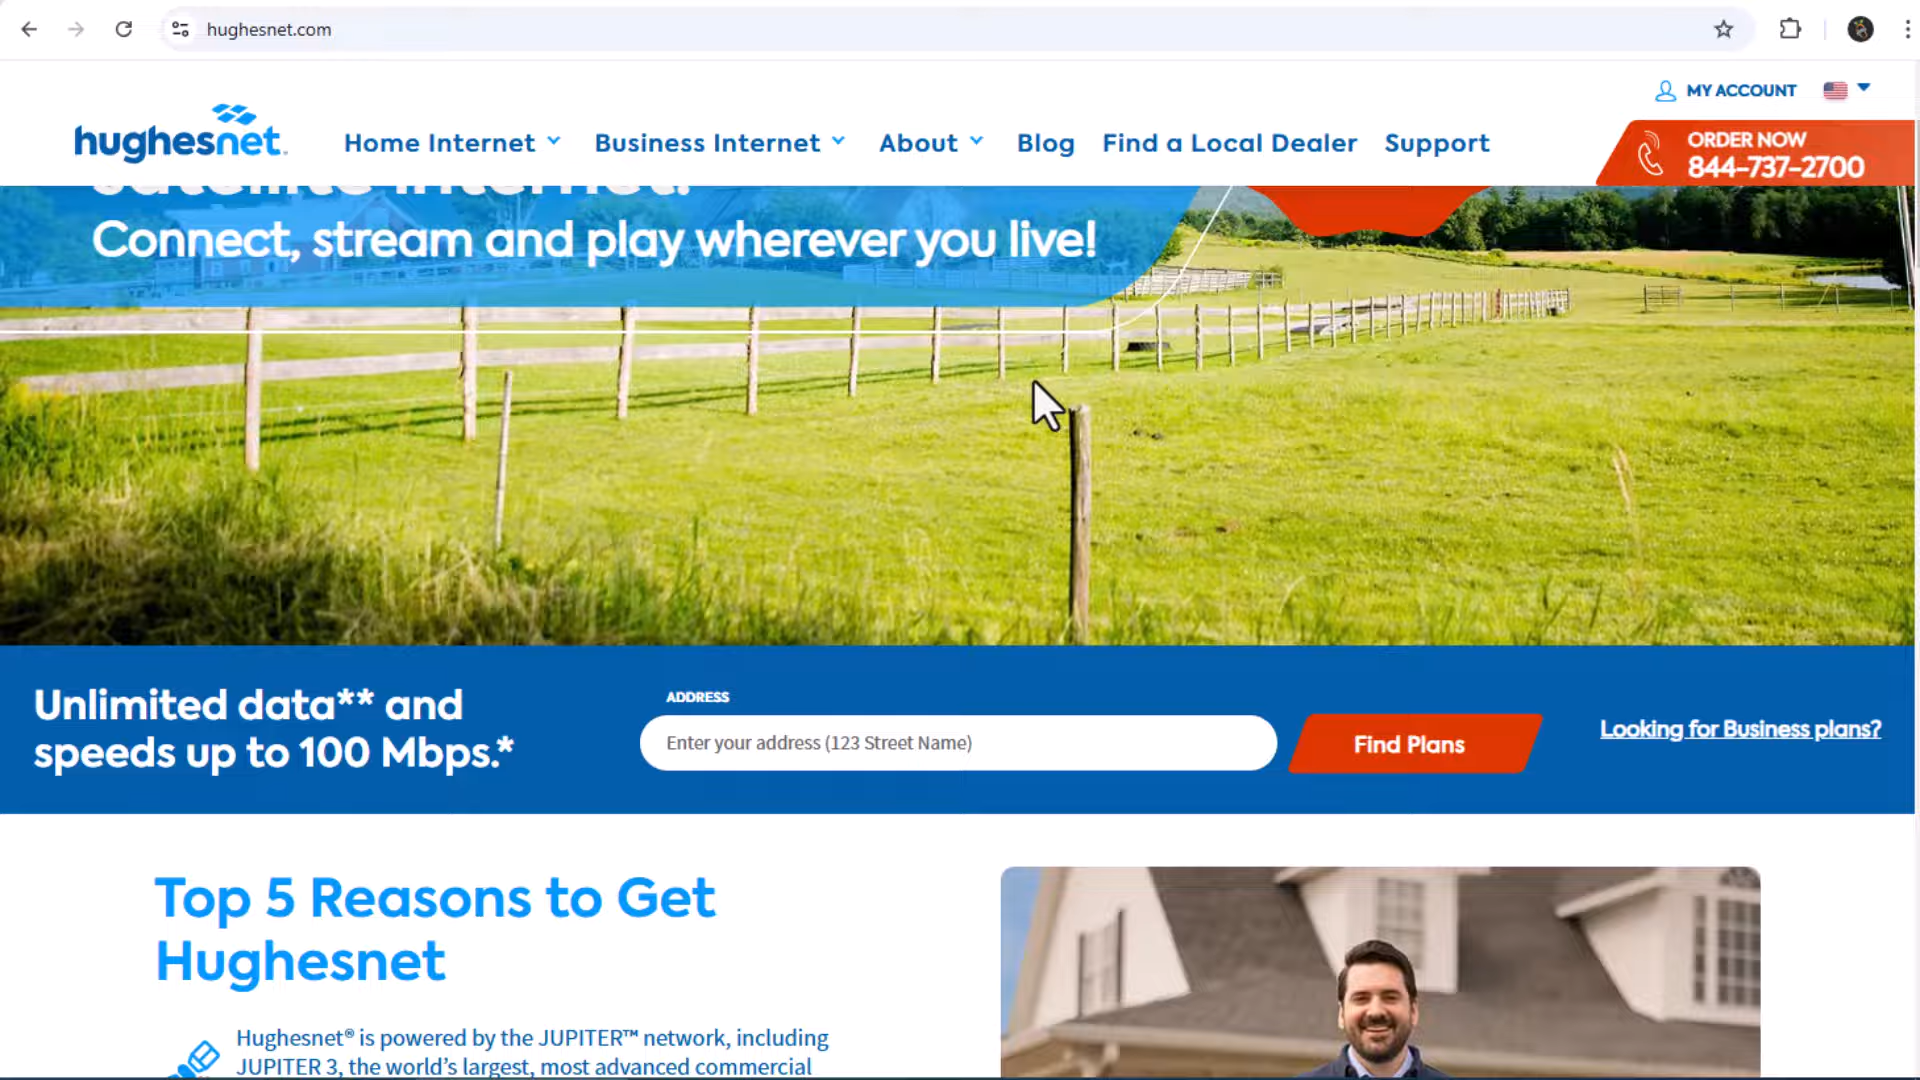 hughesnet.com
MY ACCOUNT
hughesnet.
Home Internet
Business Internet
About
Blog
Find a Local Dealer
Support
ORDER NOW
844-737-2700
Satellite Internet.
Connect, stream and play wherever you live!
Unlimited data** and
speeds up to 100 Mbps.*
ADDRESS
Enter your address (123 Street Name)
Find Plans
Looking for Business plans?
Top 5 Reasons to Get
Hughesnet
Hughesnet® is powered by the JUPITER™ network, including
JUPITER 3, the world's largest, most advanced commercial